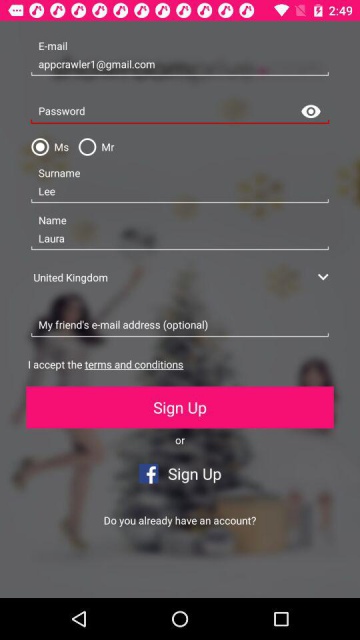 2:49
E-mail
appcrawler1@gmail.com
Password
Ms Mr
Surname
Lee
Name
Laura
United Kingdom
My friend's e-mail address (optional)
I accept the terms and conditions
Sign Up
or
f Sign Up
Do you already have an account?